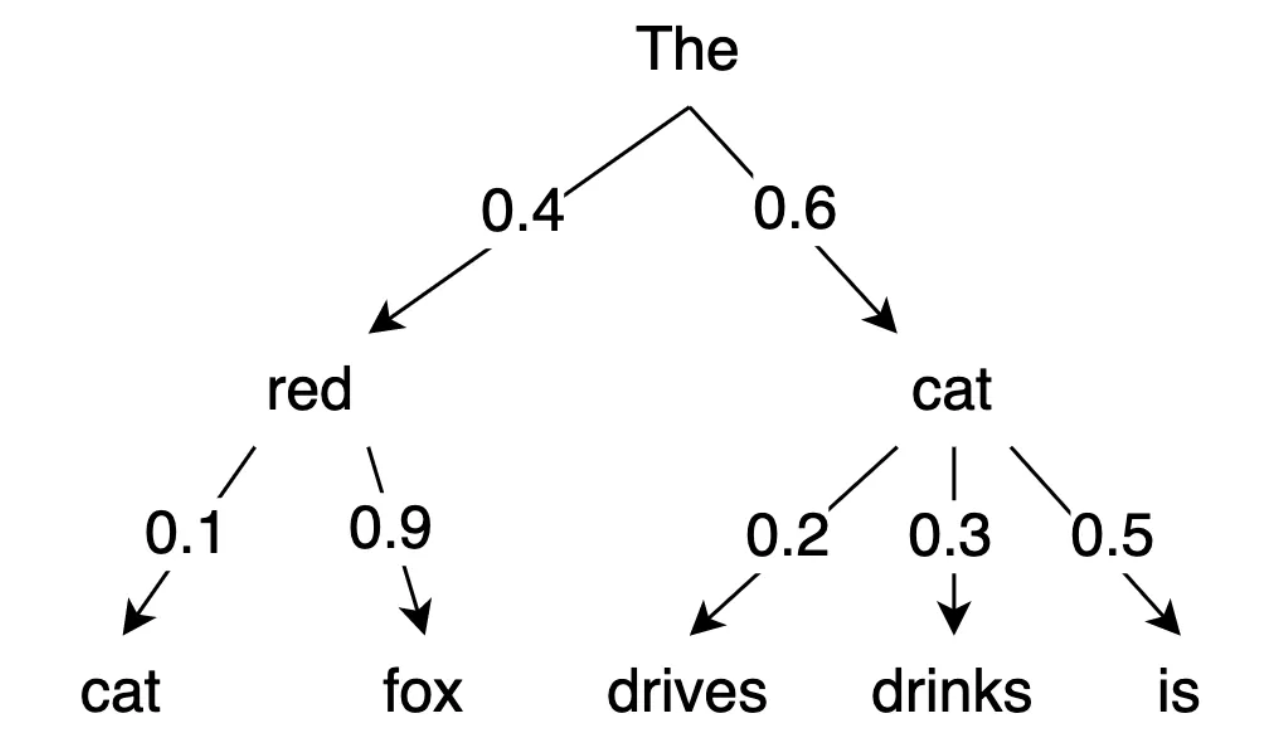 The
0.4 0.6
red cat
0.1 0.9 0.2 0.3 0.5
cat fox drives drinks is